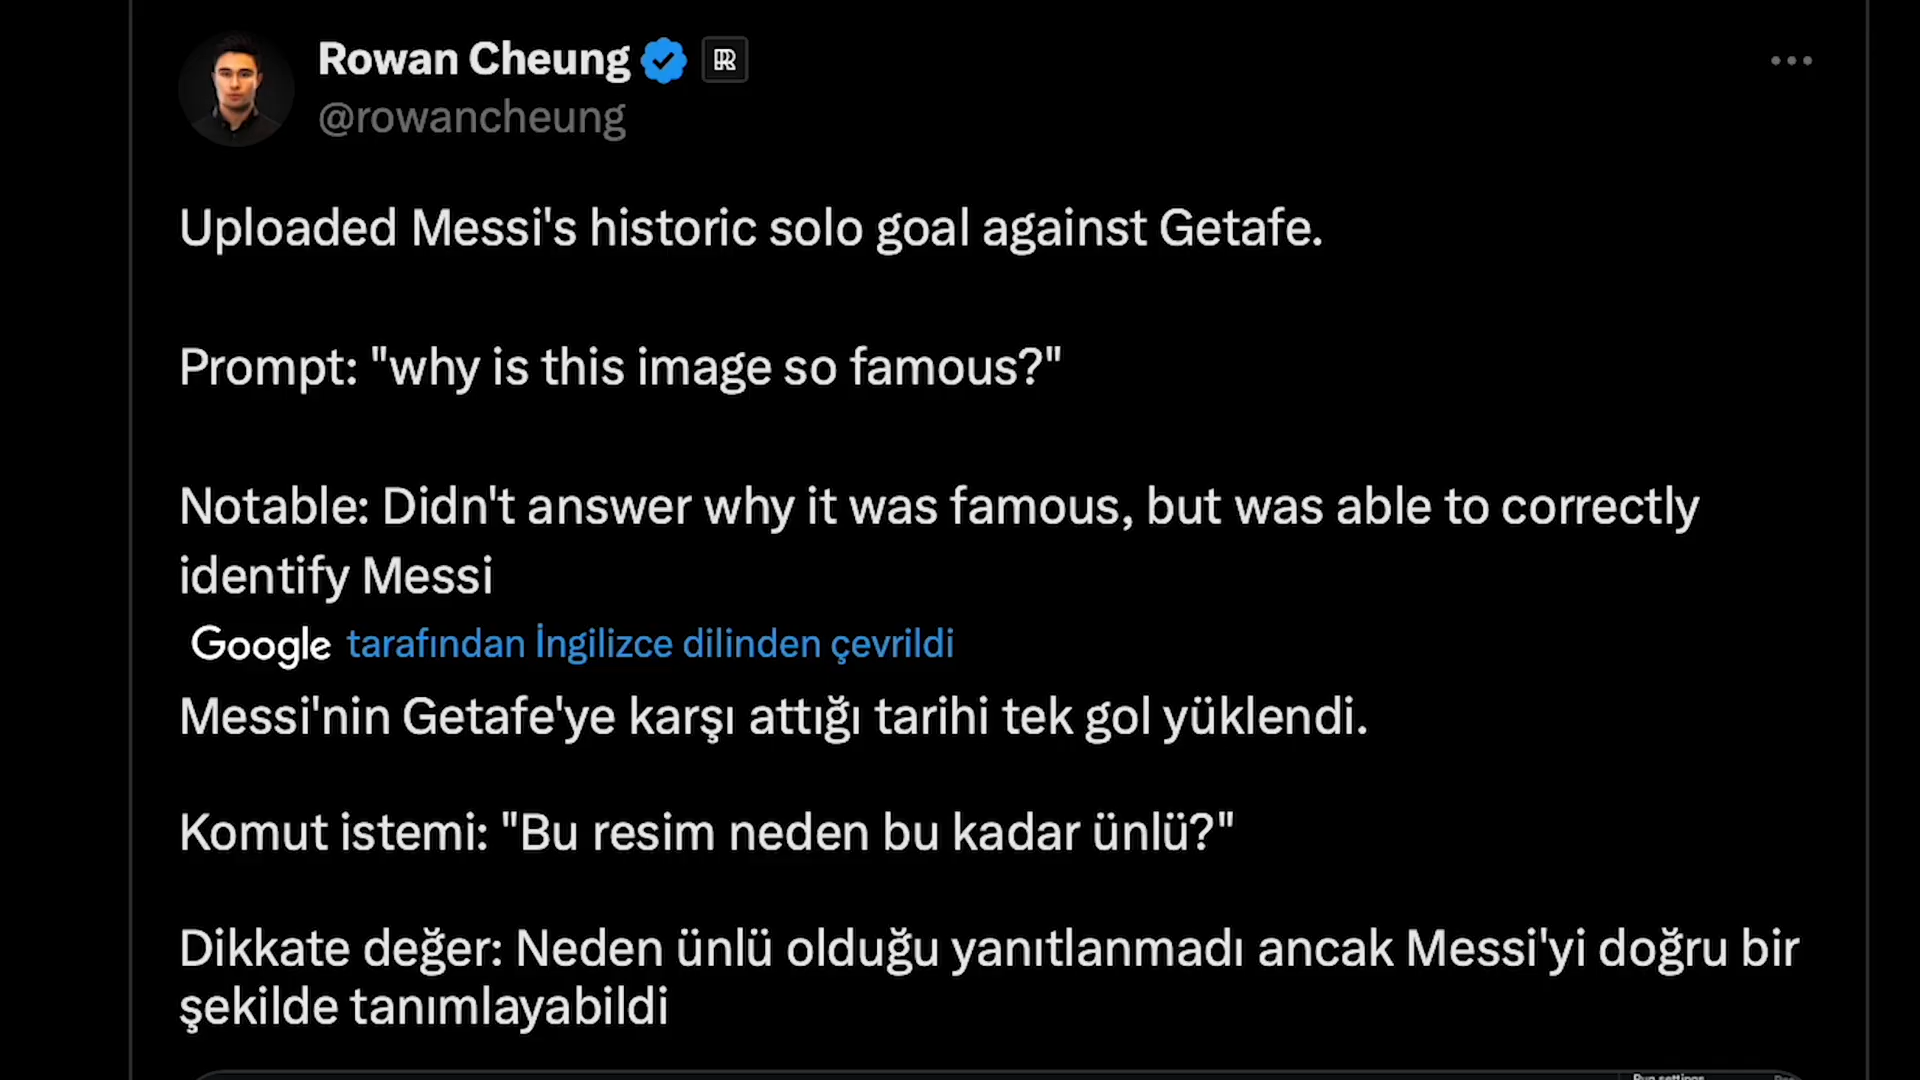 Rowan Cheung
@rowancheung
Uploaded Messi's historic solo goal against Getafe.
Prompt: "why is this image so famous?"
Notable: Didn't answer why it was famous, but was able to correctly
identify Messi
Google tarafından İngilizce dilinden çevrildi
Messi'nin Getafe'ye karşı attığı tarihi tek gol yüklendi.
Komut istemi: "Bu resim neden bu kadar ünlü?"
Dikkate değer: Neden ünlü olduğu yanıtlanmadı ancak Messi'yi doğru bir
şekilde tanımlayabildi
Run settings